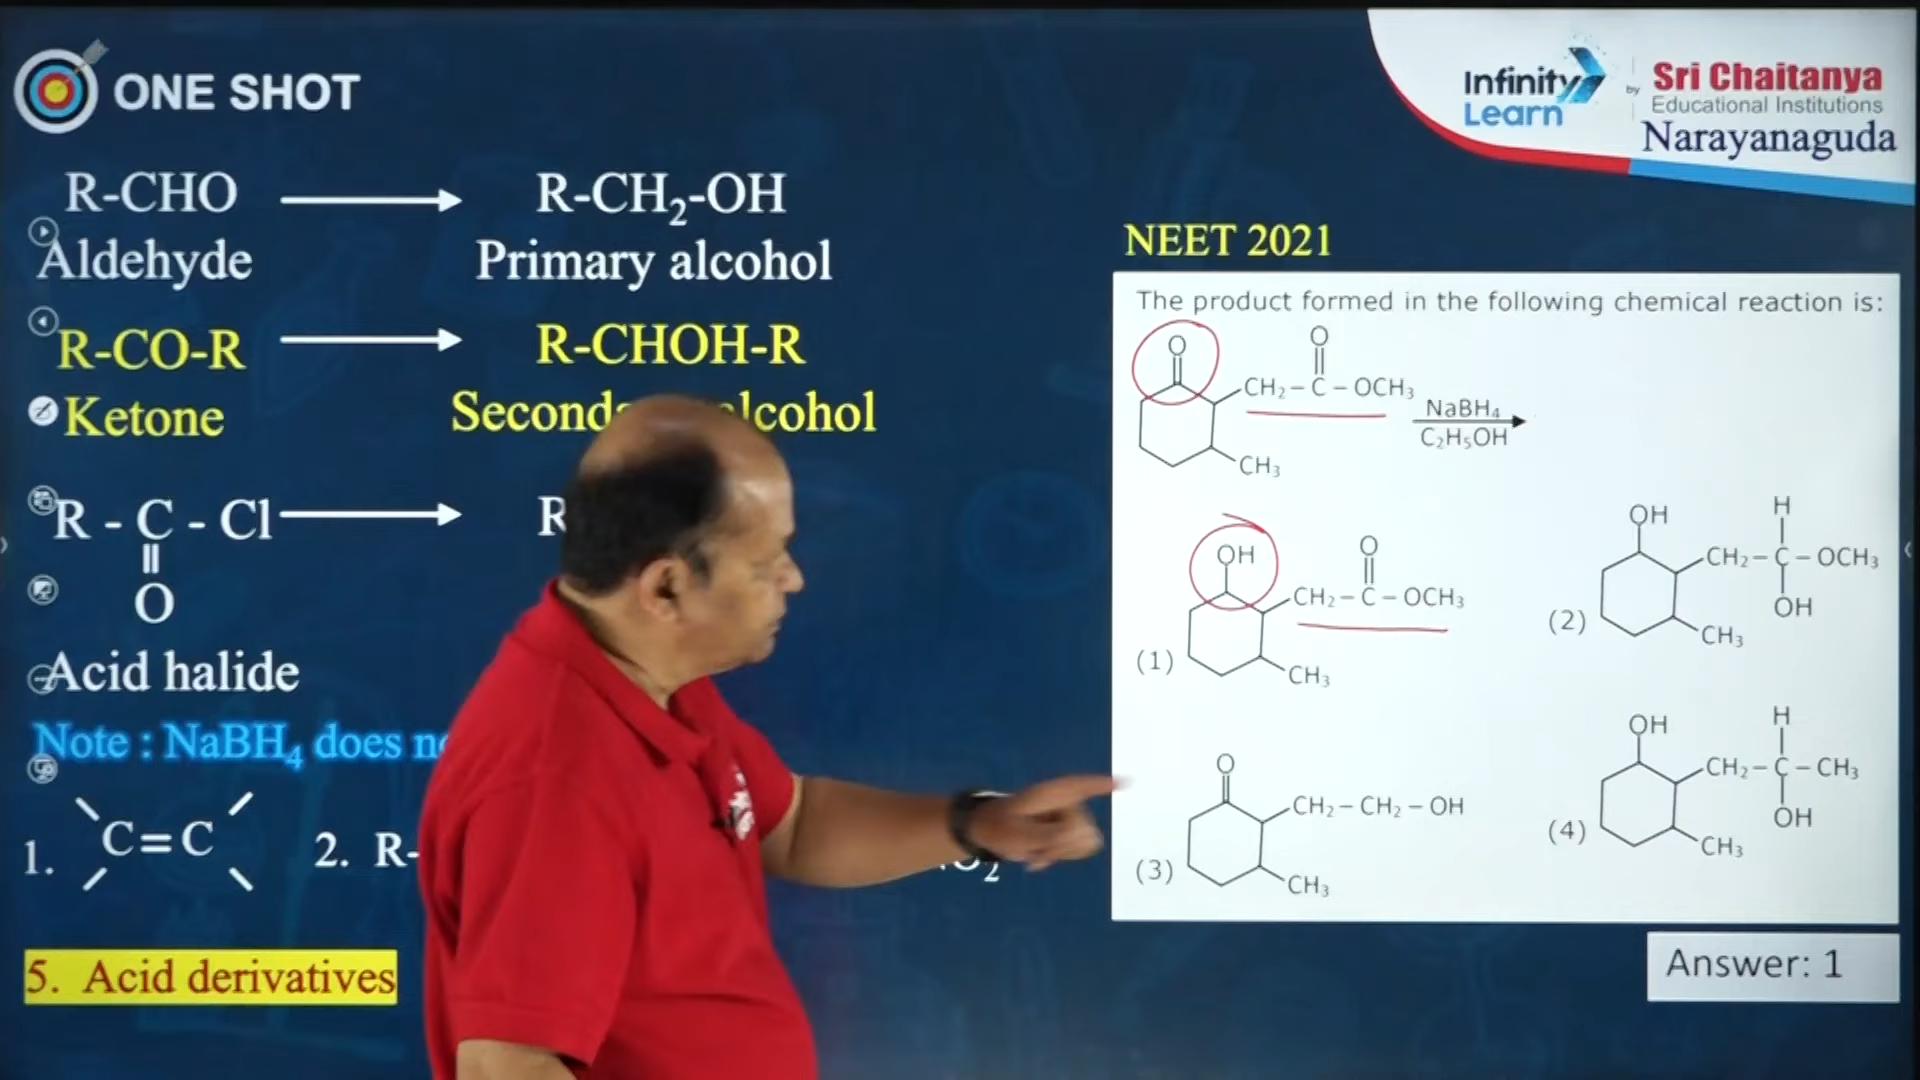 ONE SHOT
Infinity Learn
by
Sri Chaitanya
Educational Institutions
Narayanaguda
R-CHO
R-CH₂-OH
Aldehyde
Primary alcohol
R-CO-R
R-CHOH-R
Ketone
R - C - Cl
R
O
Acid halide
Note : NaBH₄ does
1.
C=C
2. R-
5. Acid derivatives
NEET 2021
The product formed in the following chemical reaction is:
O
O
CH₂ – C – OCH₃
CH₃
NaBH₄
C₂H₅OH
(1)
OH
O
CH₂ – C – OCH₃
CH₃
(2)
OH
H
CH₂ – C – OCH₃
OH
CH₃
(3)
O
CH₂ – CH₂ – OH
CH₃
(4)
OH
H
CH₂ – C – CH₃
OH
CH₃
Answer: 1